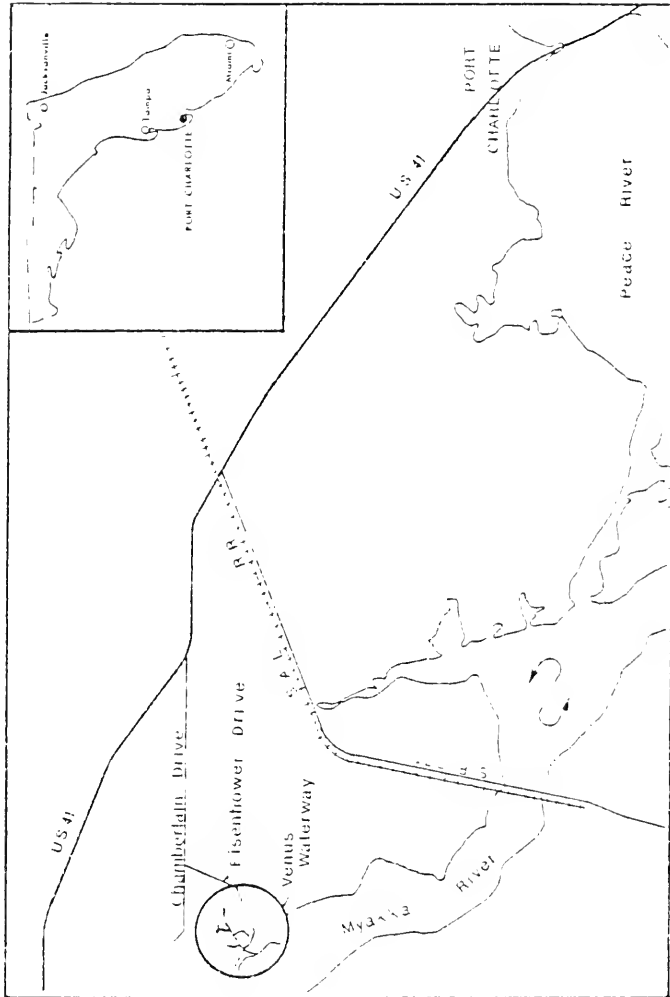 Jacksonville
Tampa
Miami
PORT CHARLOTTE
US 41
PORT
CHARLOTTE
Peace River
S A L R R
US 41
Chamberlain Drive
Eisenhower Drive
Venus
Waterway
Myakka
River